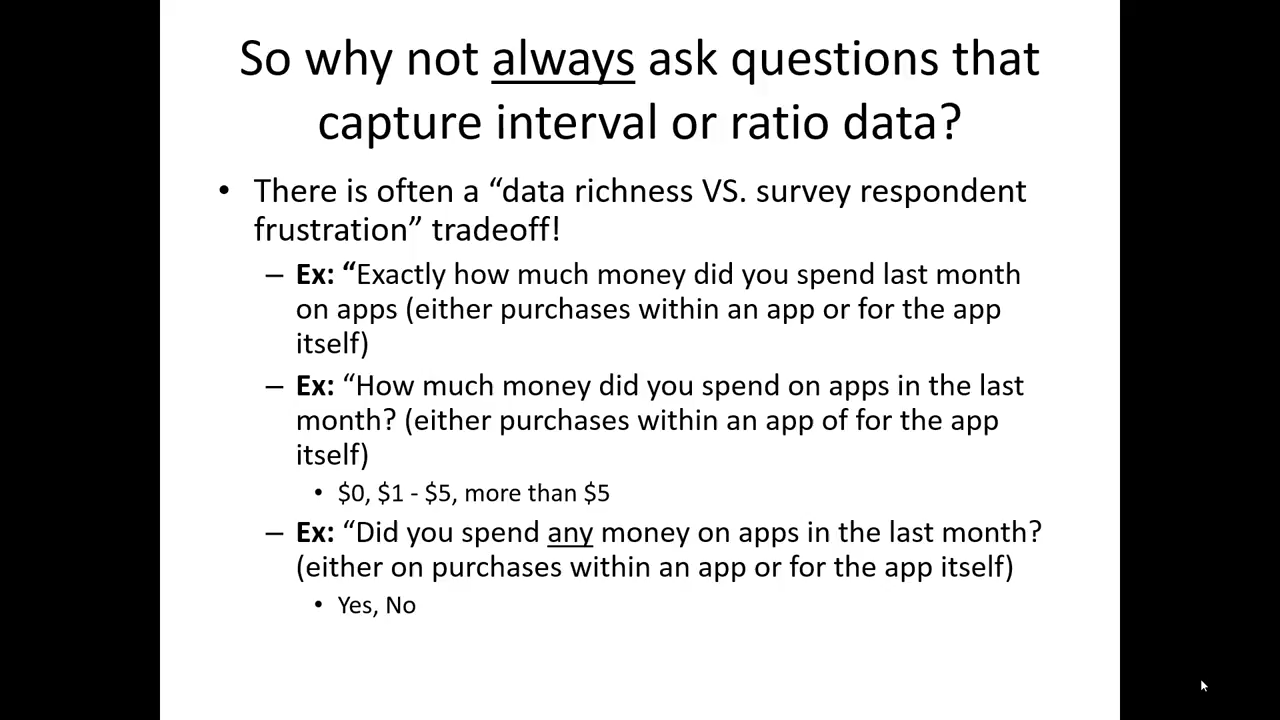 So why not always ask questions that
capture interval or ratio data?
• There is often a “data richness VS. survey respondent
frustration” tradeoff!
– Ex: “Exactly how much money did you spend last month
on apps (either purchases within an app or for the app
itself)
– Ex: “How much money did you spend on apps in the last
month? (either purchases within an app of for the app
itself)
• $0, $1 - $5, more than $5
– Ex: “Did you spend any money on apps in the last month?
(either on purchases within an app or for the app itself)
• Yes, No